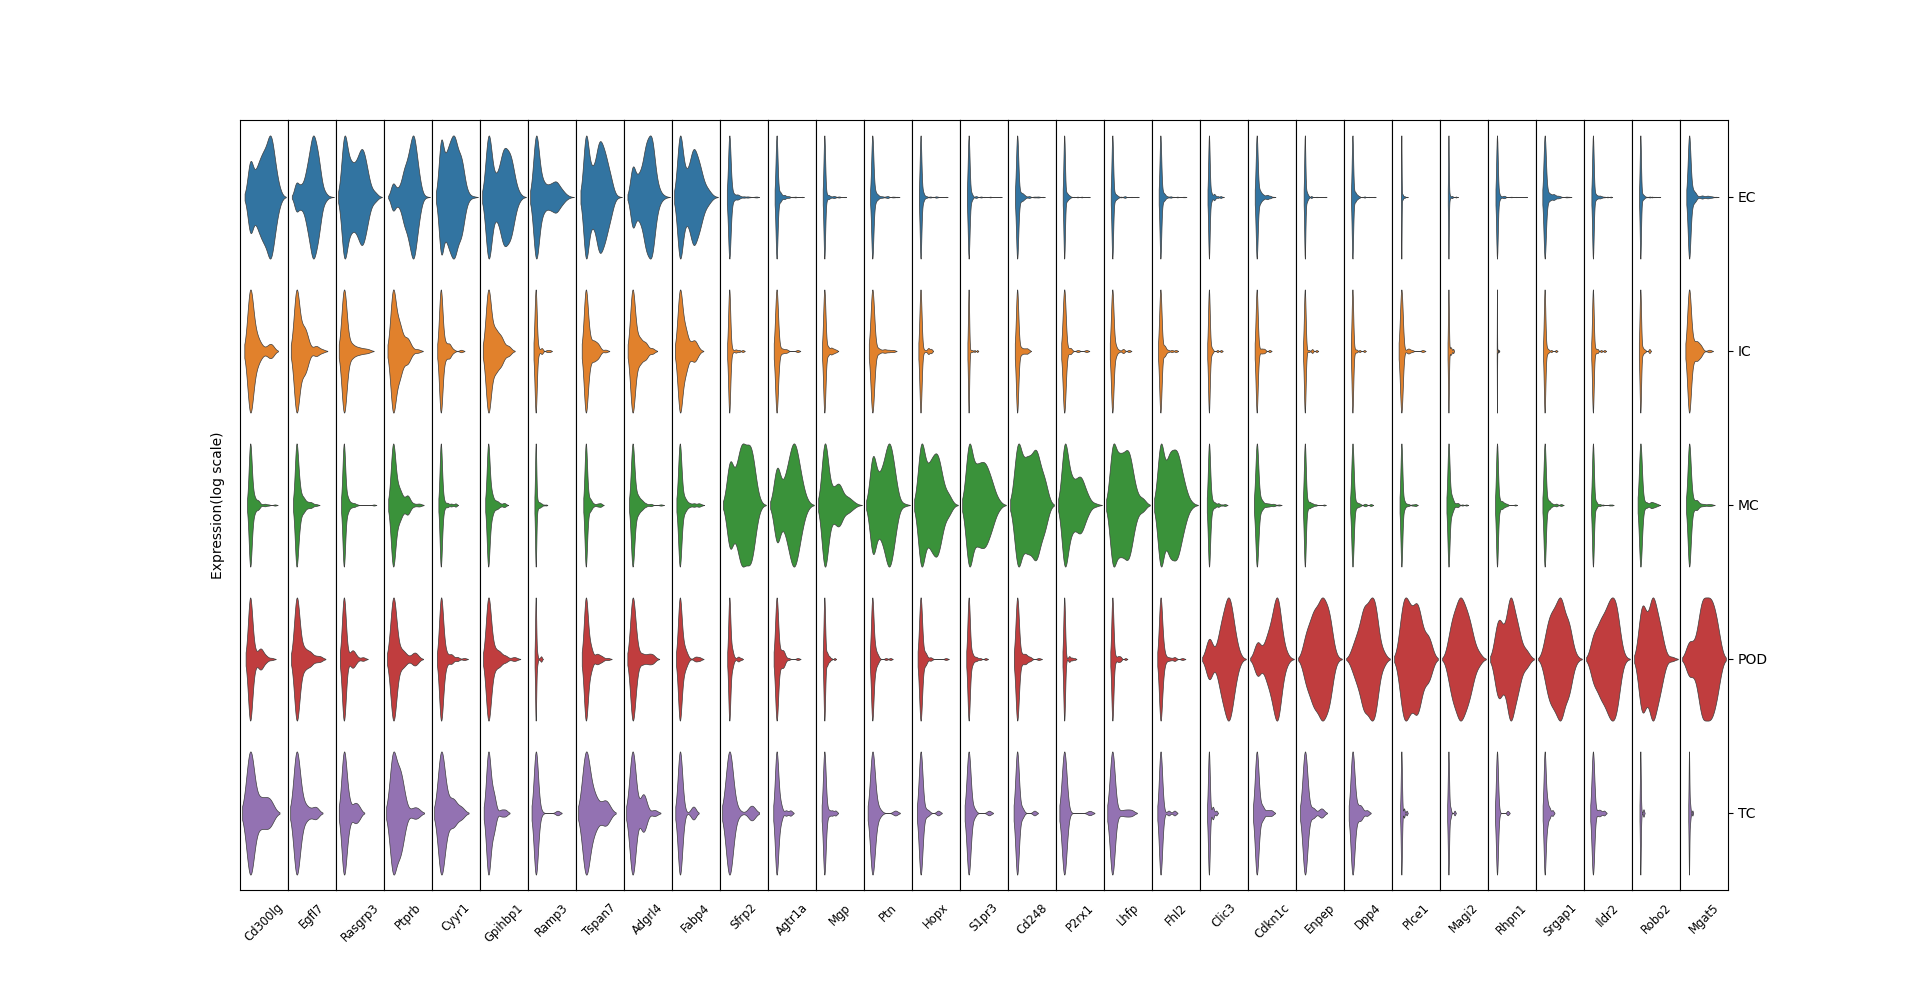 EC
IC
MC
POD
TC
Expression(log scale)
Cd300lg
Egfl7
Rasgrp3
Ptprb
Cyyr1
Gpihbp1
Ramp3
Tspan7
Adgrl4
Fabp4
Sfrp2
Agtr1a
Mgp
Ptn
Hopx
S1pr3
Cd248
P2rx1
Lhfp
Fhl2
Clic3
Cdkn1c
Enpep
Dpp4
Plce1
Magi2
Rhpn1
Srgap1
Ildr2
Robo2
Mgat5